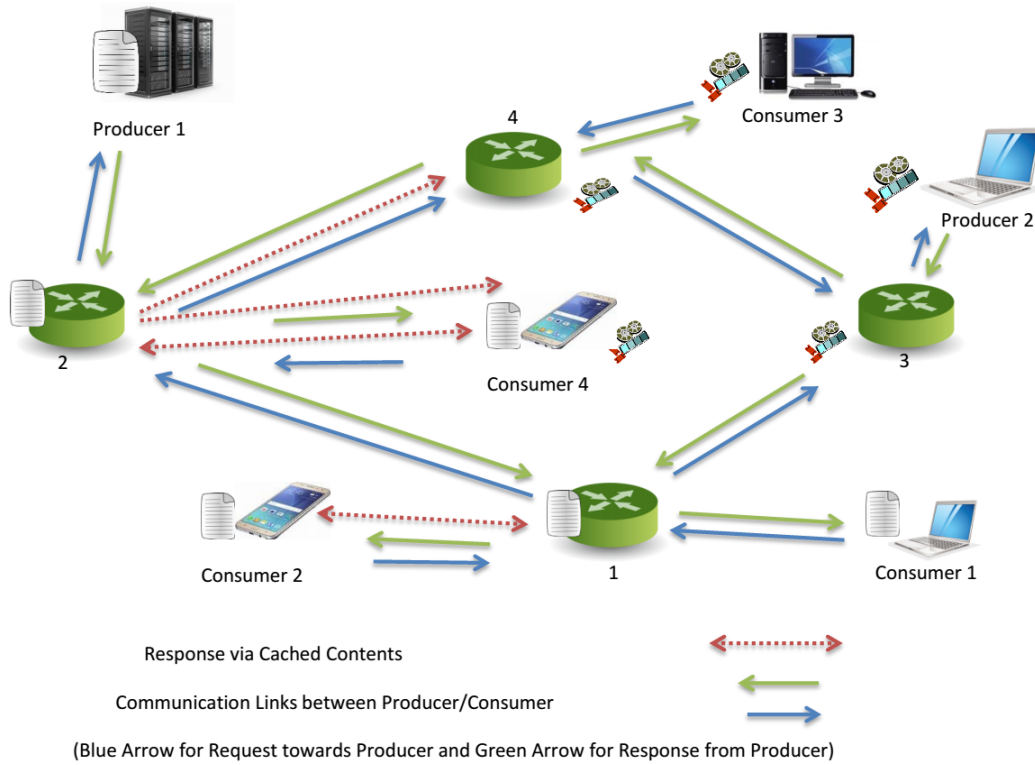 Producer 1
4
Consumer 3
Producer 2
2
Consumer 4
3
Consumer 2
1
Consumer 1
Response via Cached Contents
Communication Links between Producer/Consumer
(Blue Arrow for Request towards Producer and Green Arrow for Response from Producer)